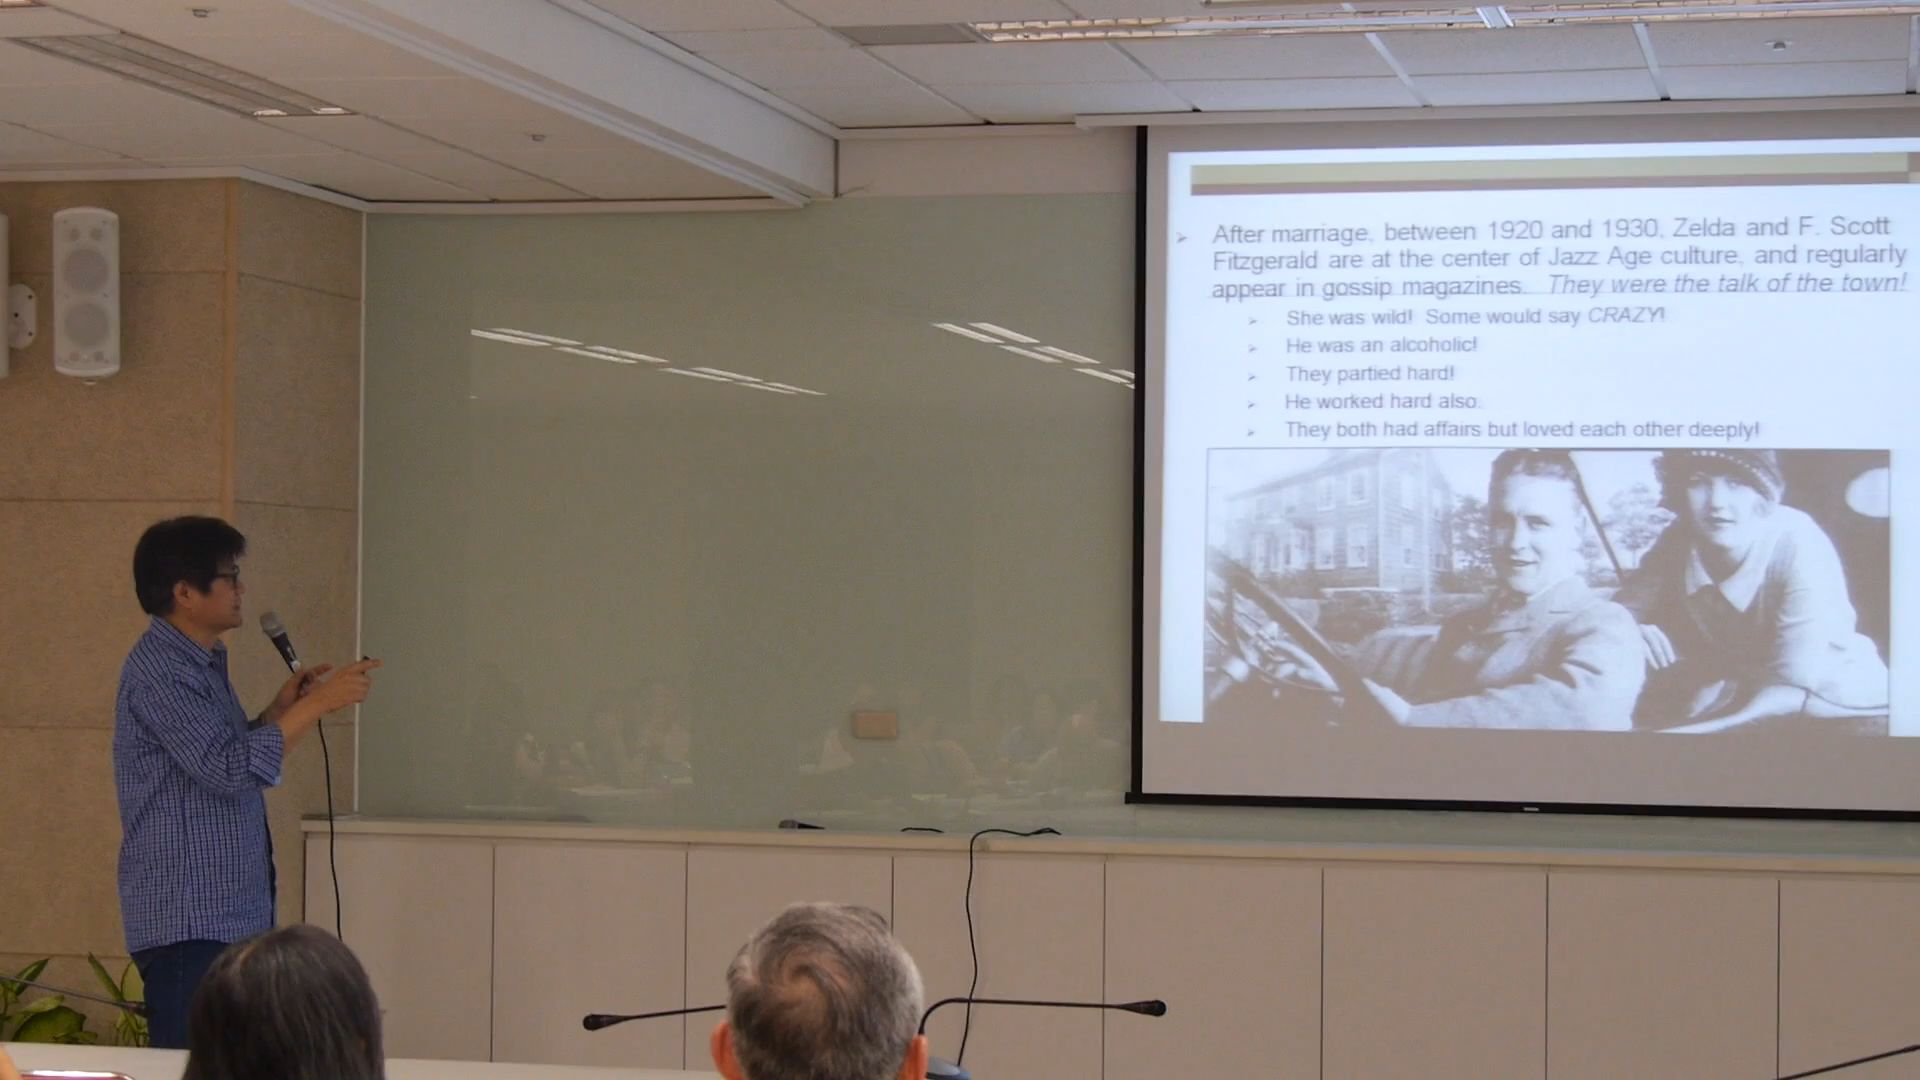 After marriage, between 1920 and 1930, Zelda and F. Scott
Fitzgerald are at the center of Jazz Age culture, and regularly
appear in gossip magazines. They were the talk of the town!
She was wild! Some would say CRAZY!
He was an alcoholic!
They partied hard!
He worked hard also.
They both had affairs but loved each other deeply!